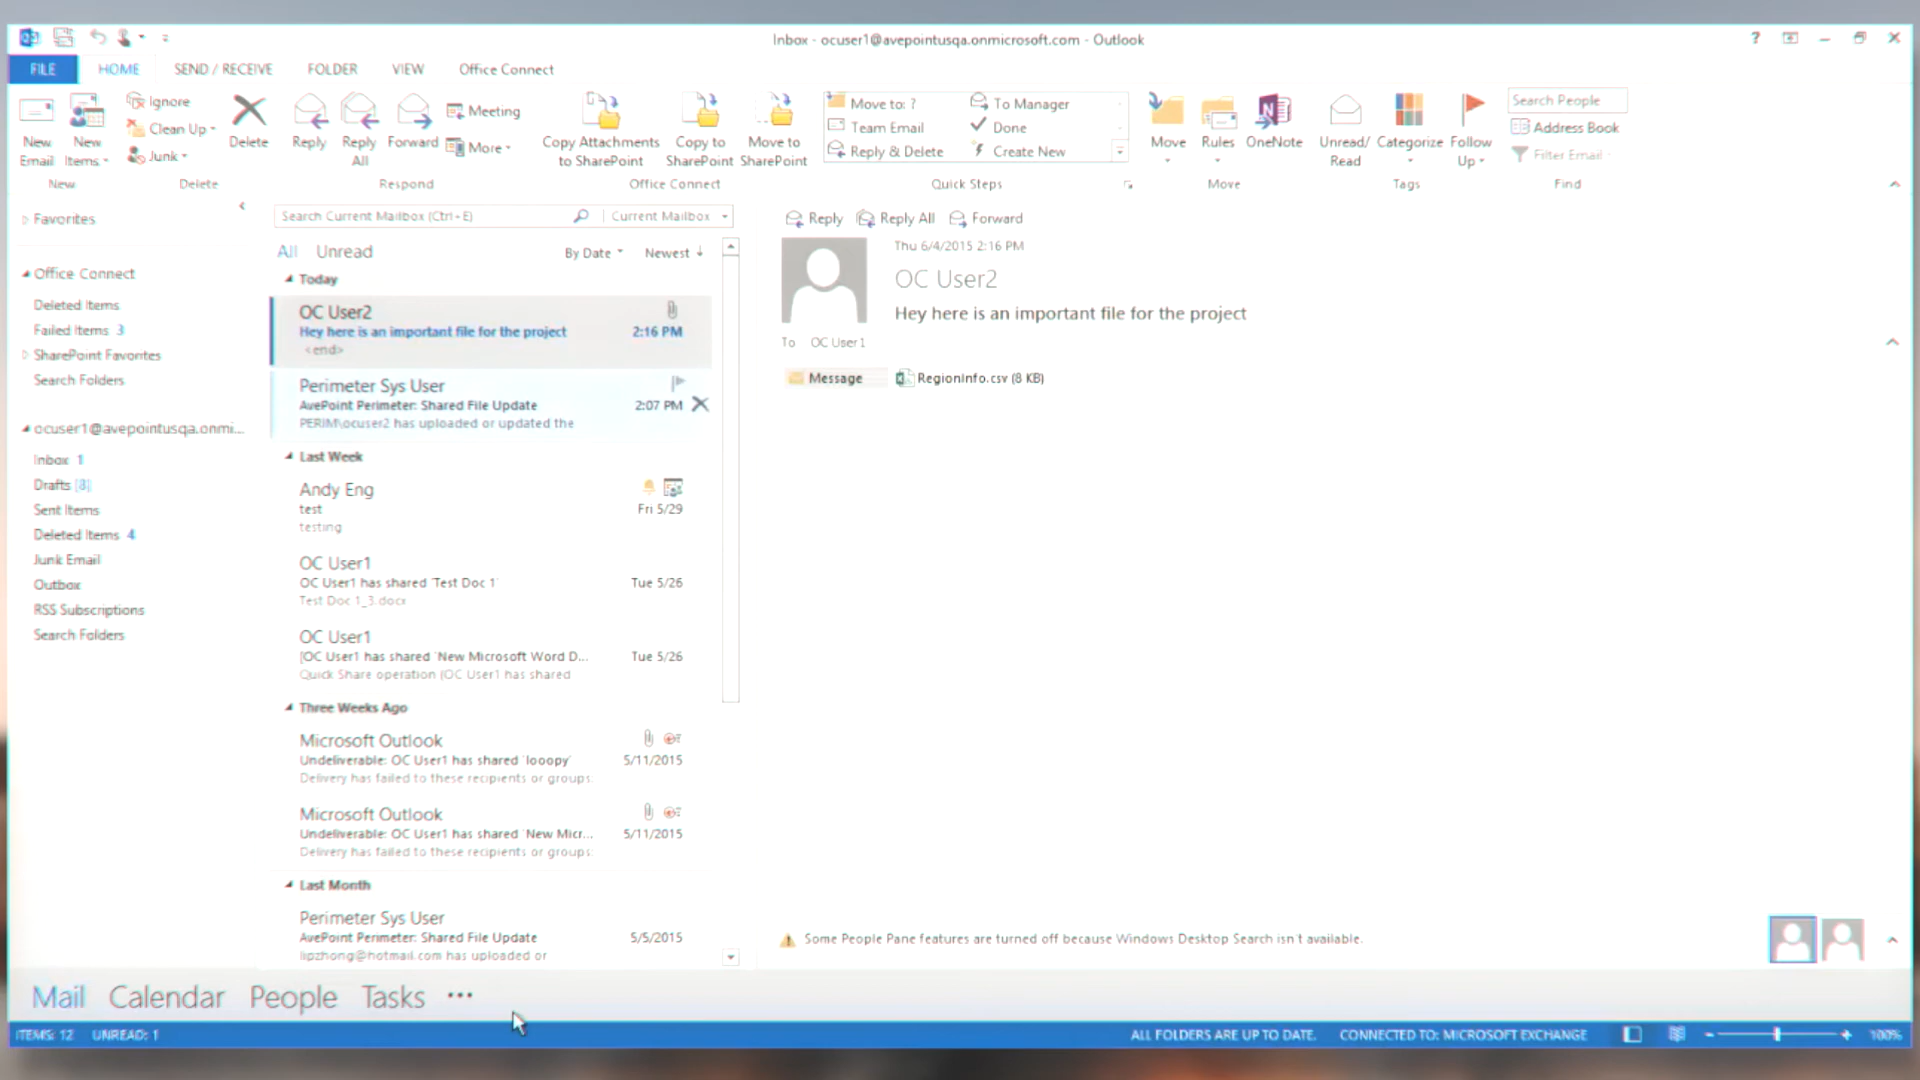 Inbox - ocuser1@avepointusqa.onmicrosoft.com - Outlook
FILE HOME SEND / RECEIVE FOLDER VIEW Office Connect
New Email
New Items
Ignore
Clean Up
Junk
Delete
Reply
Reply All
Forward
Meeting
More
Copy Attachments to SharePoint
Copy to SharePoint
Move to SharePoint
Move to: ?
Team Email
Reply & Delete
To Manager
Done
Create New
Move
Rules
OneNote
Unread/ Read
Categorize
Follow Up
Search People
Address Book
Filter Email
New Delete Respond Office Connect Quick Steps Move Tags Find
Favorites
Office Connect
Deleted Items
Failed Items 3
SharePoint Favorites
Search Folders
ocuser1@avepointusqa.onmi...
Inbox 1
Drafts [8]
Sent Items
Deleted Items 4
Junk Email
Outbox
RSS Subscriptions
Search Folders
Search Current Mailbox (Ctrl+E) Current Mailbox
All Unread By Date Newest
Today
OC User2
Hey here is an important file for the project 2:16 PM
<end>
Perimeter Sys User
AvePoint Perimeter: Shared File Update 2:07 PM
PERIM\ocuser2 has uploaded or updated the
Last Week
Andy Eng
test Fri 5/29
testing
OC User1
OC User1 has shared 'Test Doc 1' Tue 5/26
Test Doc 1_3.docx
OC User1
[OC User1 has shared 'New Microsoft Word D... Tue 5/26
Quick Share operation (OC User1 has shared
Three Weeks Ago
Microsoft Outlook
Undeliverable: OC User1 has shared 'looopy' 5/11/2015
Delivery has failed to these recipients or groups:
Microsoft Outlook
Undeliverable: OC User1 has shared 'New Micr... 5/11/2015
Delivery has failed to these recipients or groups:
Last Month
Perimeter Sys User
AvePoint Perimeter: Shared File Update 5/5/2015
lipzhong@hotmail.com has uploaded or
Reply Reply All Forward
Thu 6/4/2015 2:16 PM
OC User2
Hey here is an important file for the project
To OC User1
Message RegionInfo.csv (8 KB)
Some People Pane features are turned off because Windows Desktop Search isn't available.
Mail Calendar People Tasks ...
ITEMS: 12 UNREAD: 1 ALL FOLDERS ARE UP TO DATE. CONNECTED TO: MICROSOFT EXCHANGE 100%